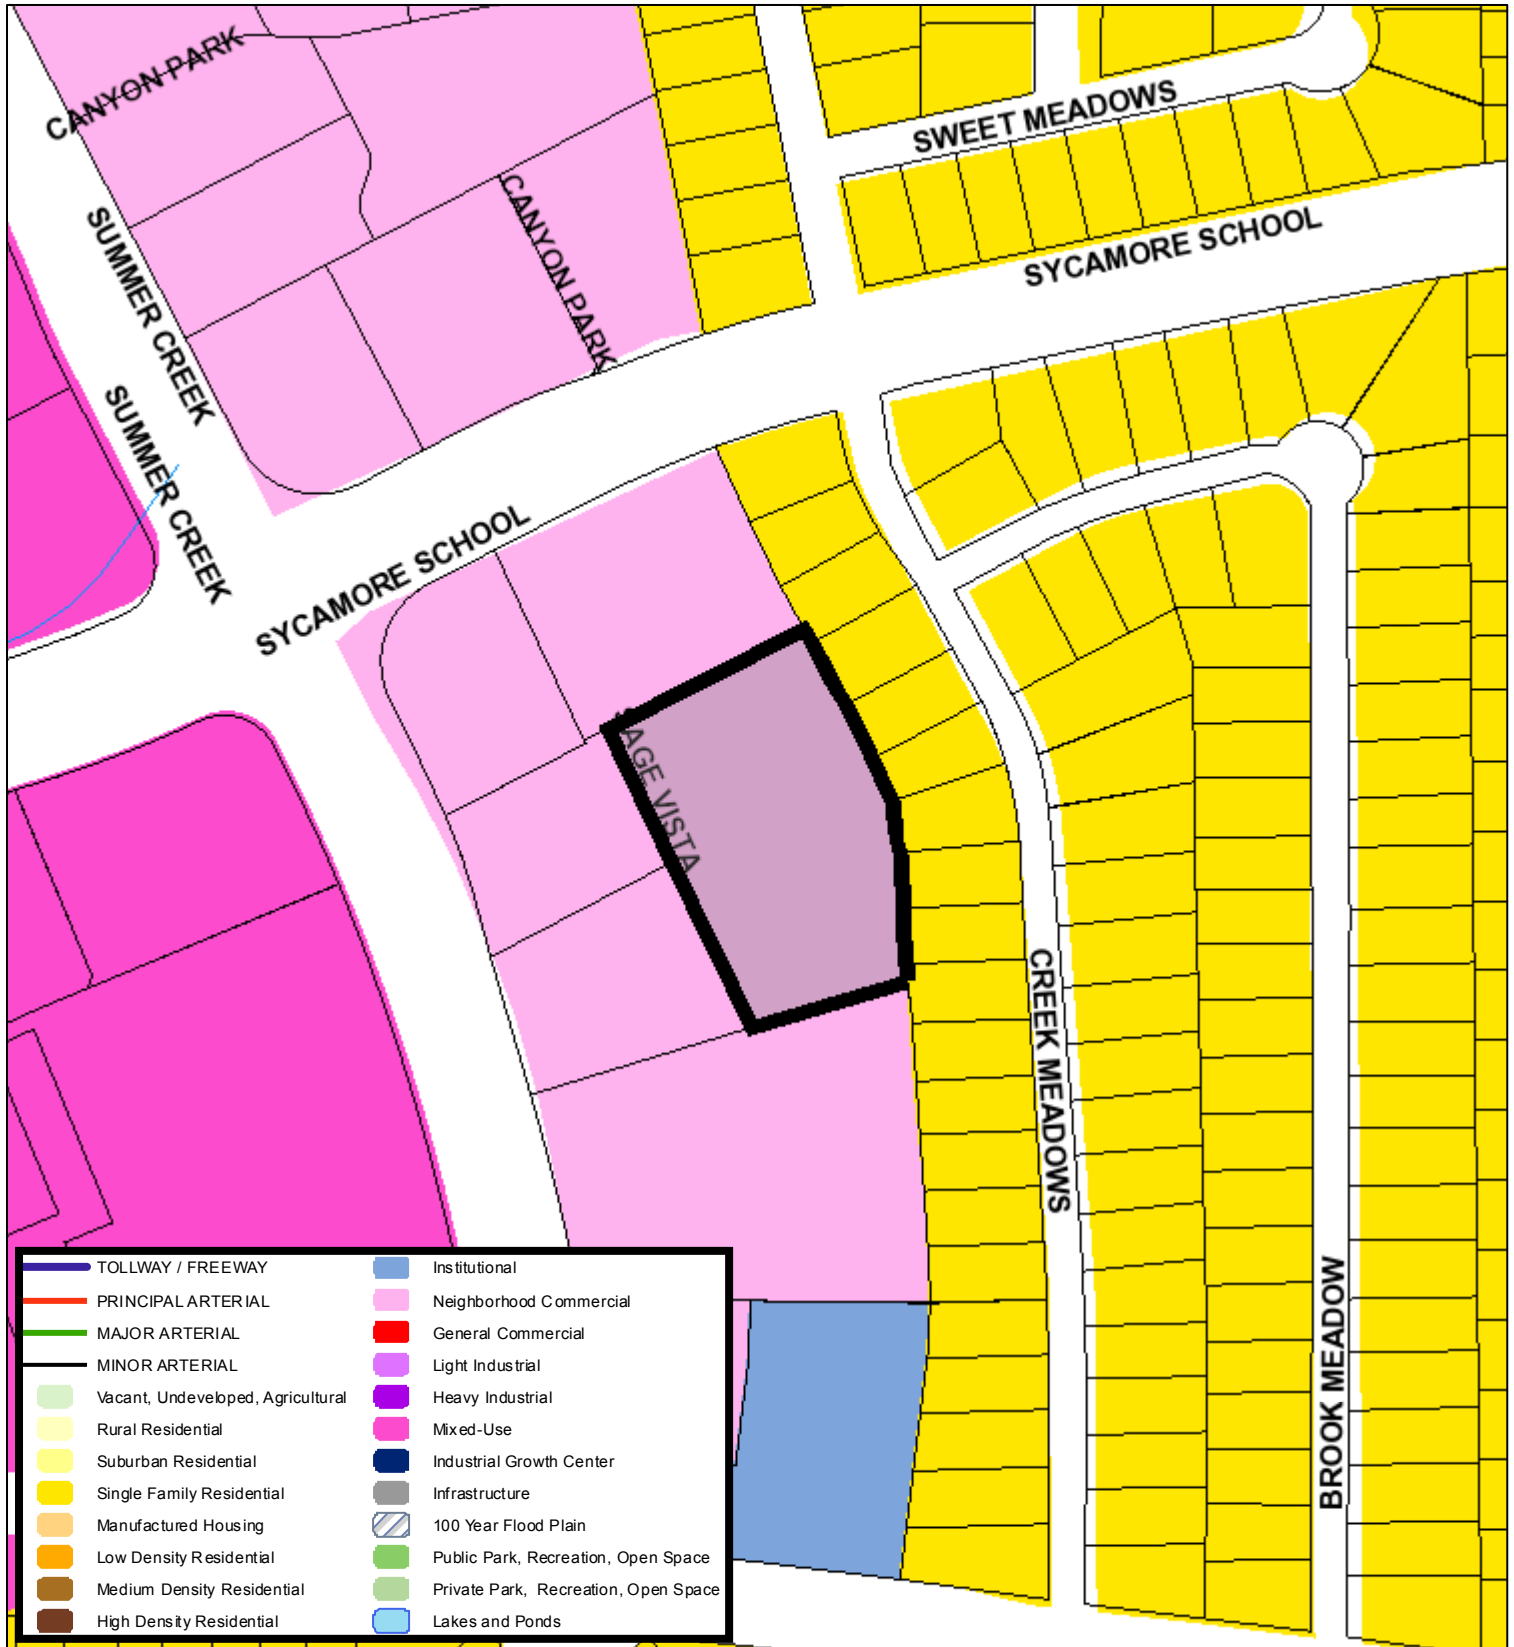 CANYON PARK
SWEET MEADOWS
SUMMER CREEK
CANYON PARK
SYCAMORE SCHOOL
SUMMER CREEK
SYCAMORE SCHOOL
SAGE VISTA
CREEK MEADOWS
BROOK MEADOW
TOLLWAY / FREEWAY
PRINCIPAL ARTERIAL
MAJOR ARTERIAL
MINOR ARTERIAL
Vacant, Undeveloped, Agricultural
Rural Residential
Suburban Residential
Single Family Residential
Manufactured Housing
Low Density Residential
Medium Density Residential
High Density Residential
Institutional
Neighborhood Commercial
General Commercial
Light Industrial
Heavy Industrial
Mixed-Use
Industrial Growth Center
Infrastructure
100 Year Flood Plain
Public Park, Recreation, Open Space
Private Park, Recreation, Open Space
Lakes and Ponds